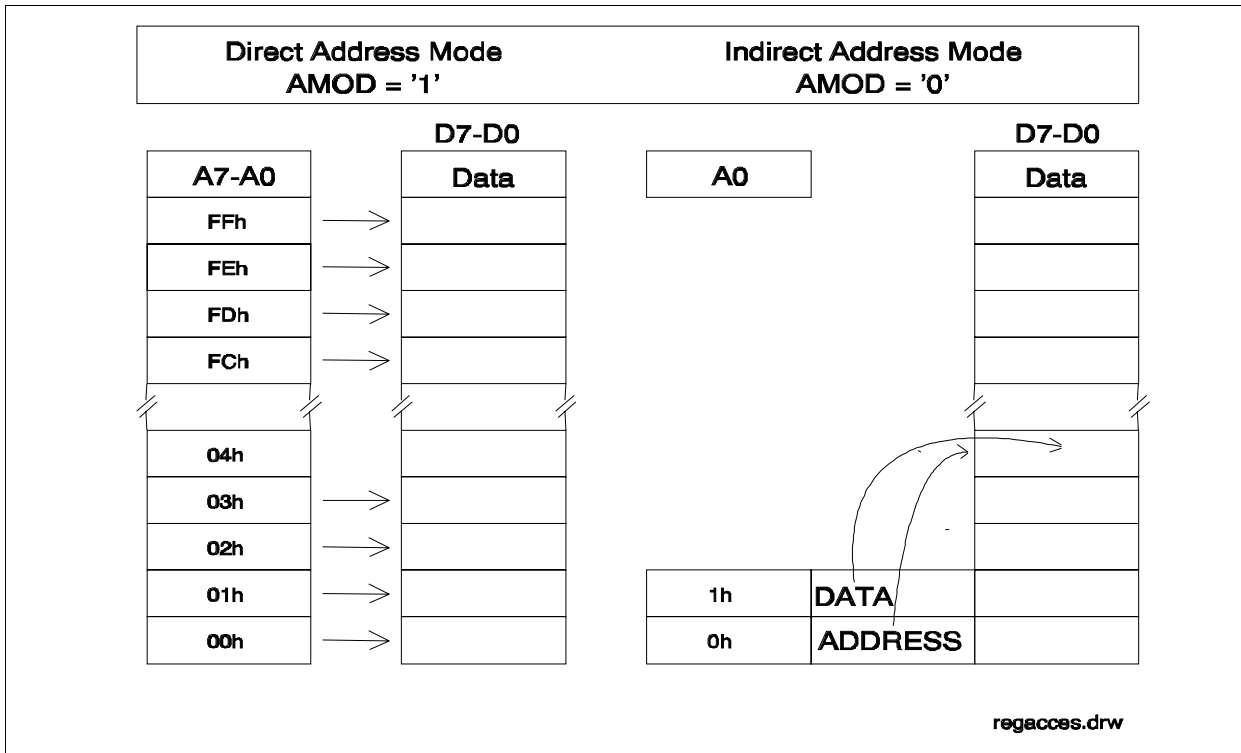 Direct Address Mode
AMOD = '1'
Indirect Address Mode
AMOD = '0'
D7-D0
D7-D0
A7-A0
Data
A0
Data
FFh
FEh
FDh
FCh
04h
03h
02h
01h
1h
DATA
00h
0h
ADDRESS
regacces.drw